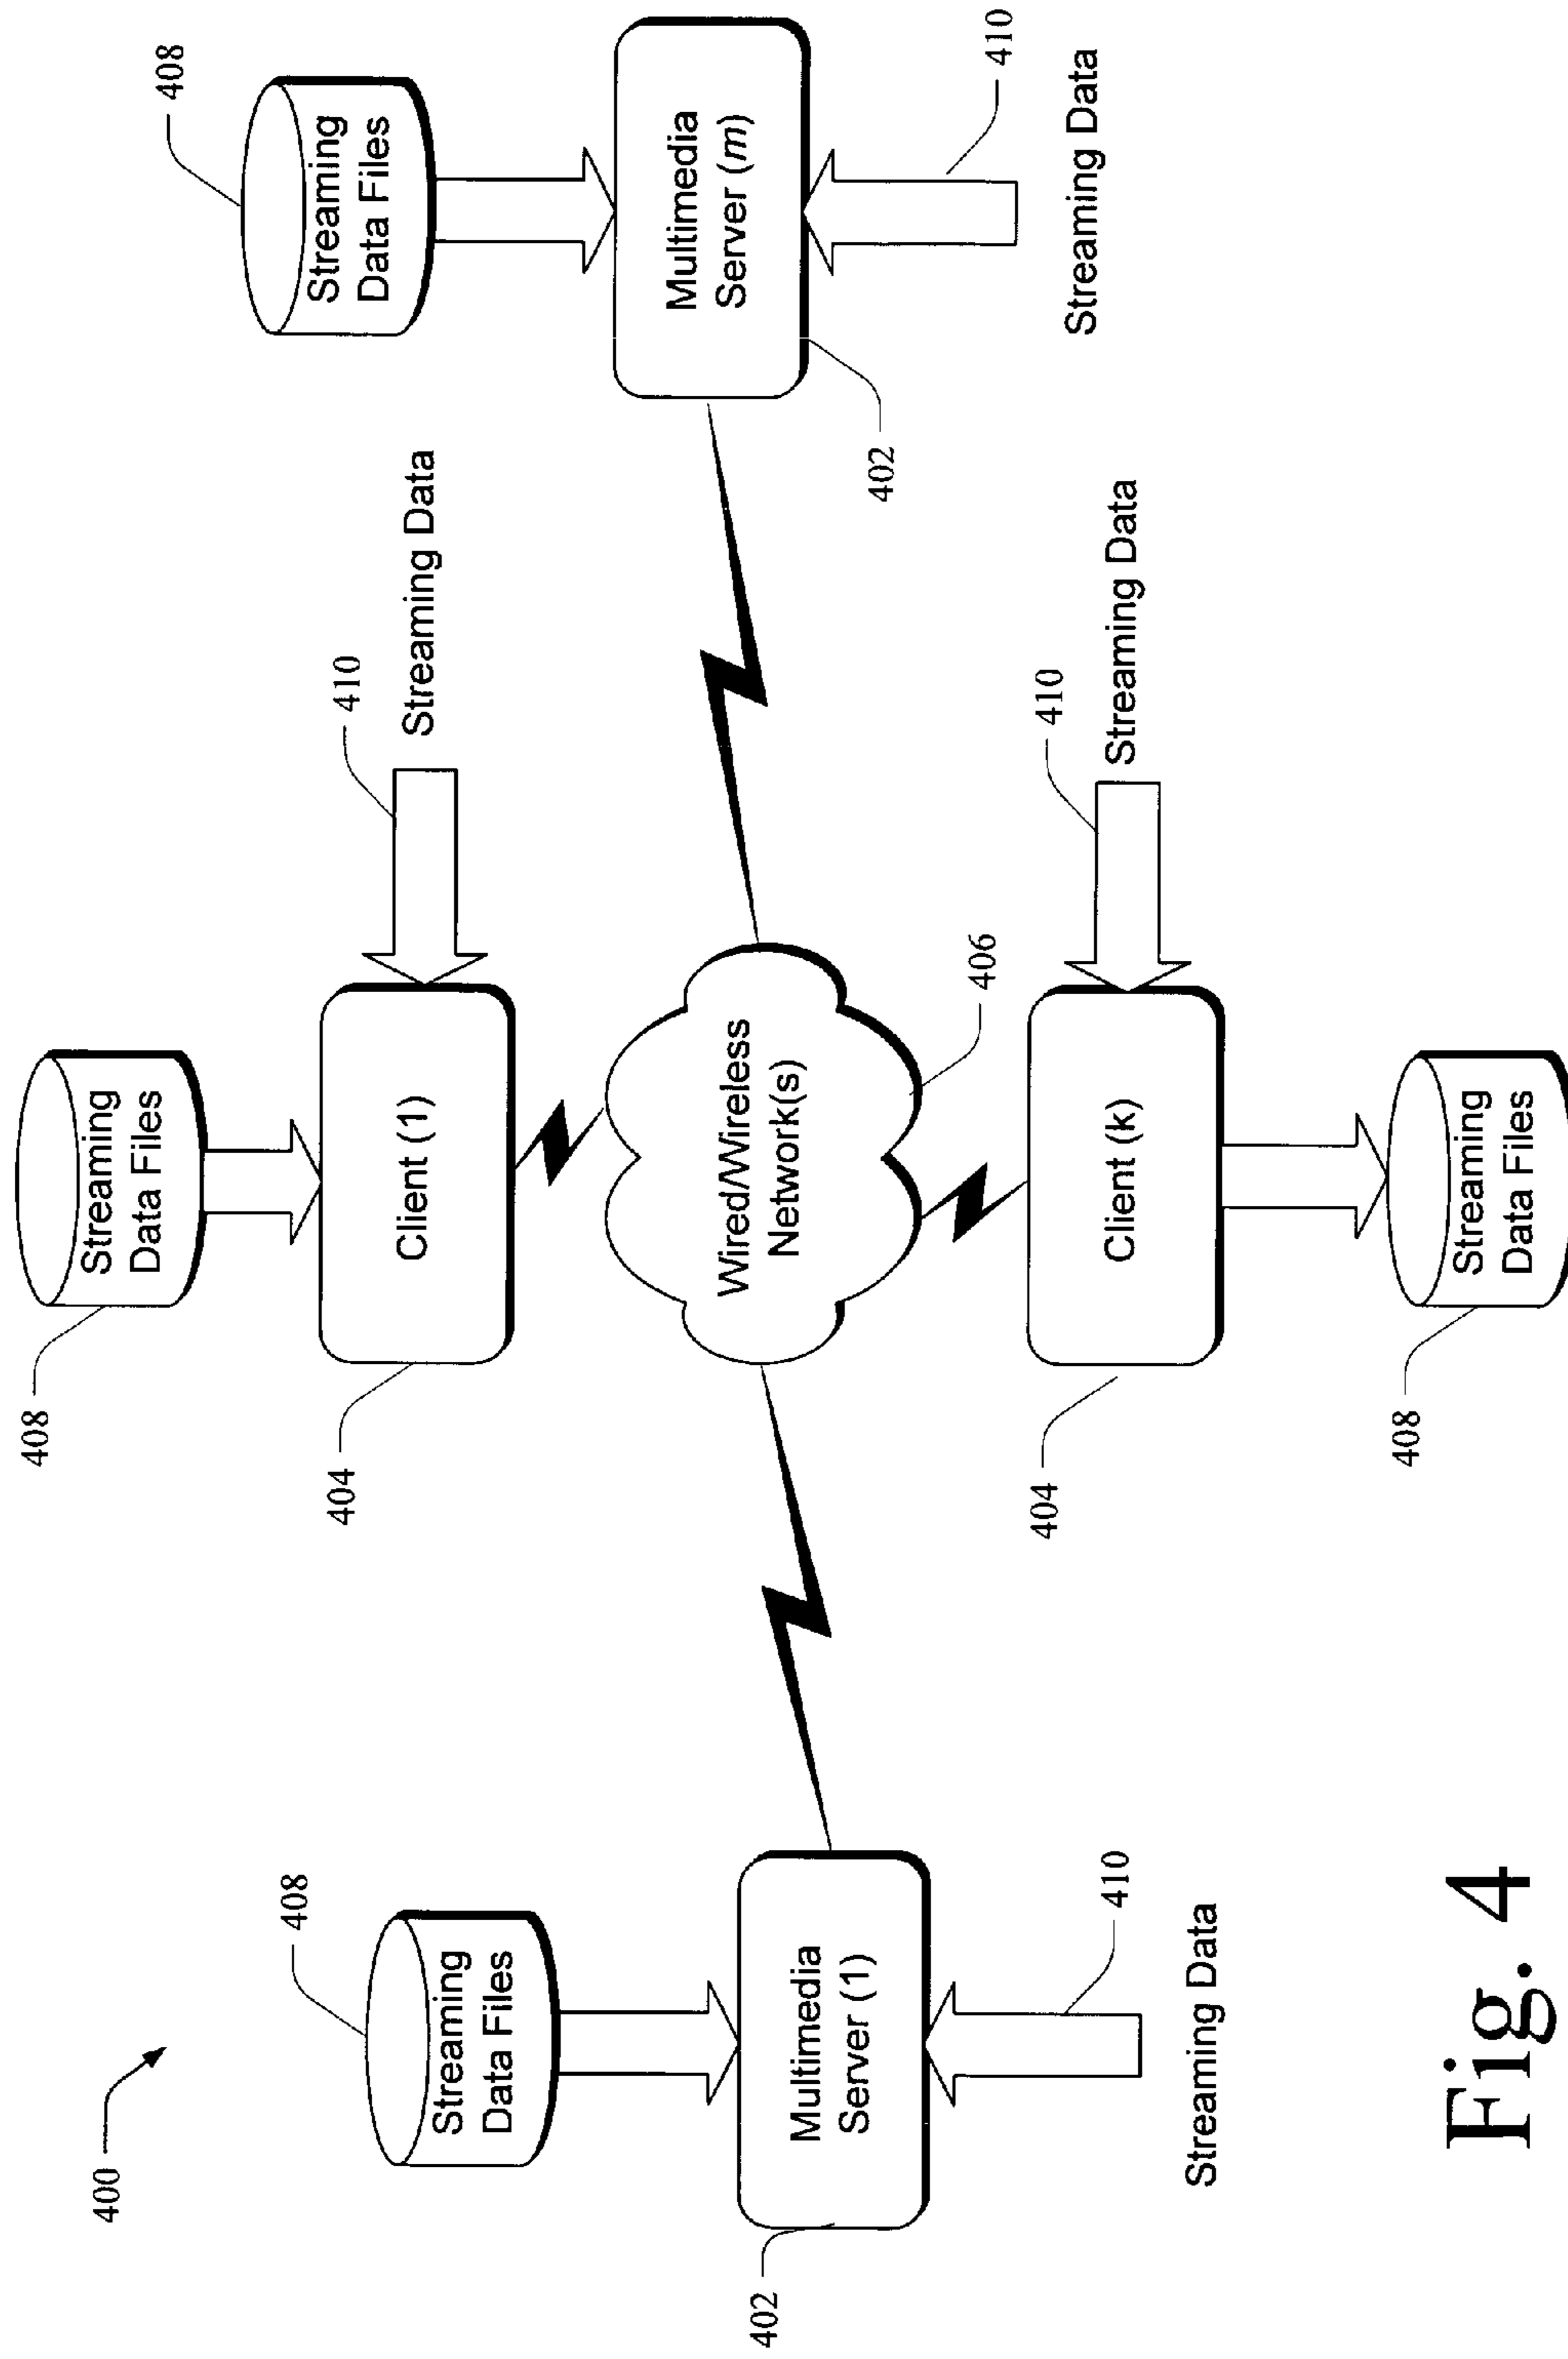 400
408
Streaming
Data Files
Client (1)
404
410
Streaming Data
408
Streaming
Data Files
Multimedia
Server (m)
402
410
Streaming Data
Wired/Wireless
Network(s)
406
408
Streaming
Data Files
Multimedia
Server (1)
402
410
Streaming Data
Client (k)
404
410
Streaming Data
408
Streaming
Data Files
Fig. 4